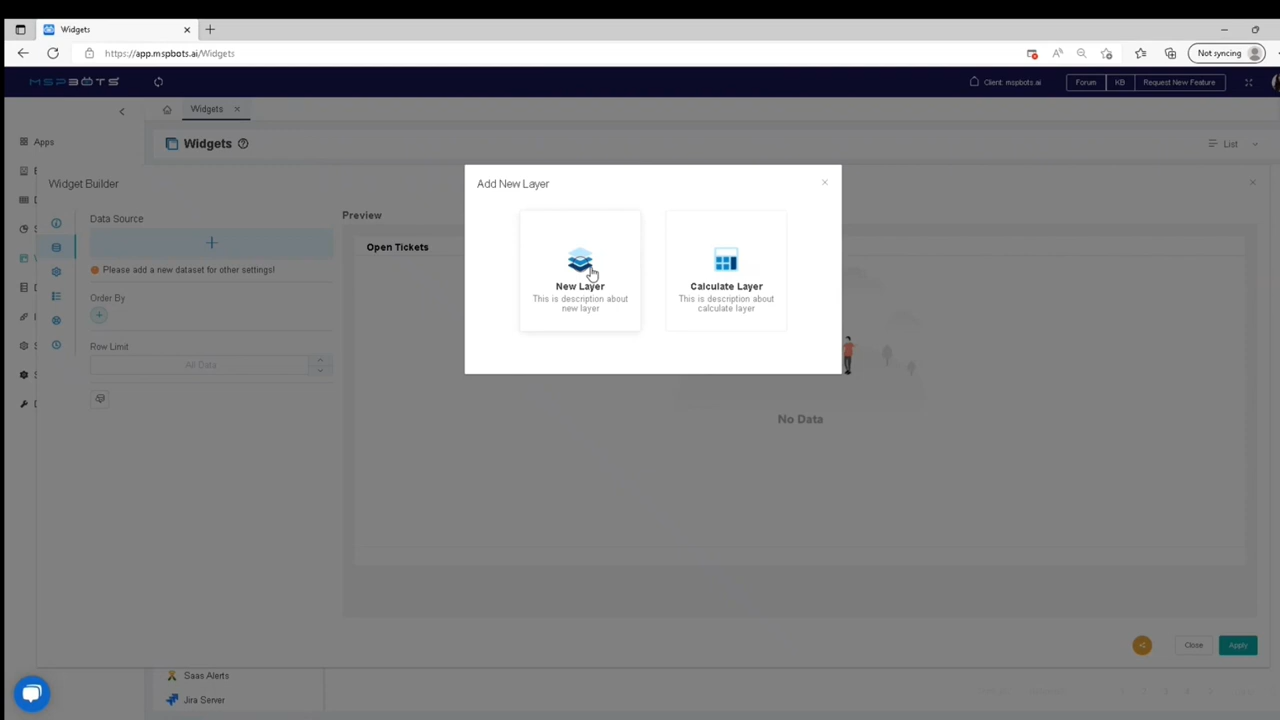 Widgets
https://app.mspbots.ai/Widgets
Not syncing
MSPBOTS
Client: mspbots.ai
Forum
KB
Request New Feature
Widgets
Apps
Widgets
List
Widget Builder
Add New Layer
Data Source
Preview
Open Tickets
Please add a new dataset for other settings!
New Layer
This is description about
new layer
Calculate Layer
This is description about
calculate layer
Order By
Row Limit
All Data
No Data
Close
Apply
Saas Alerts
Jira Server